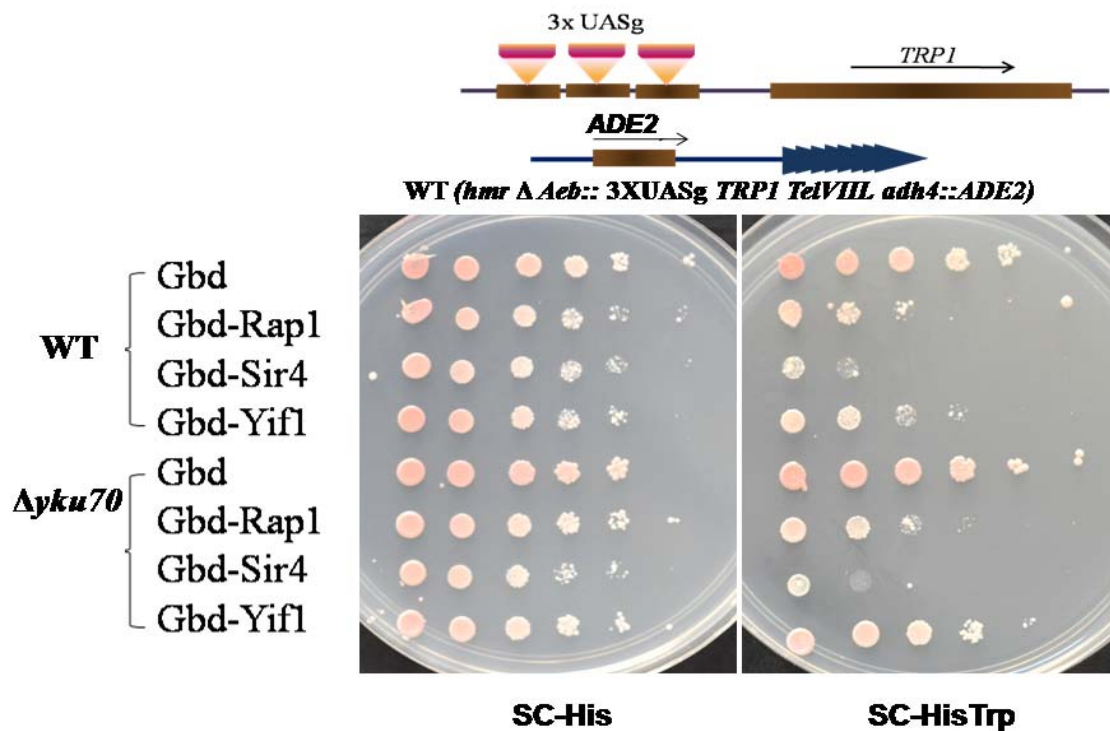 3x UASg
TRP1
ADE2
WT (hmr Δ Aeb:: 3XUASg TRP1 TelVIIL adh4::ADE2)
WT
Gbd
Gbd-Rap1
Gbd-Sir4
Gbd-Yif1
Δyku70
Gbd
Gbd-Rap1
Gbd-Sir4
Gbd-Yif1
SC-His
SC-HisTrp